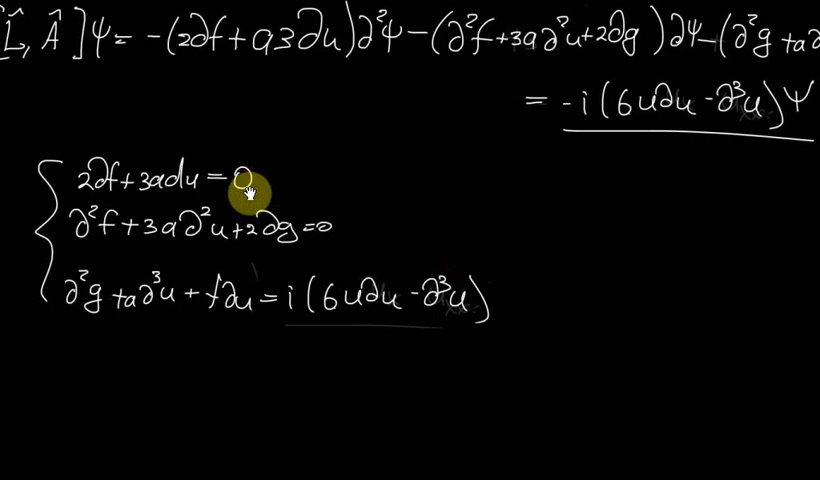 [L̂, Â]ψ = -(2∂f + a3∂u)∂²ψ - (∂²f + 3a∂²u + 2∂g)∂ψ - (∂²g + a∂
= -i(6u∂u - ∂³u)ψ
2∂f + 3a∂u = 0
∂²f + 3a∂²u + 2∂g = 0
∂²g + a∂³u + f∂u = i(6u∂u - ∂³u)